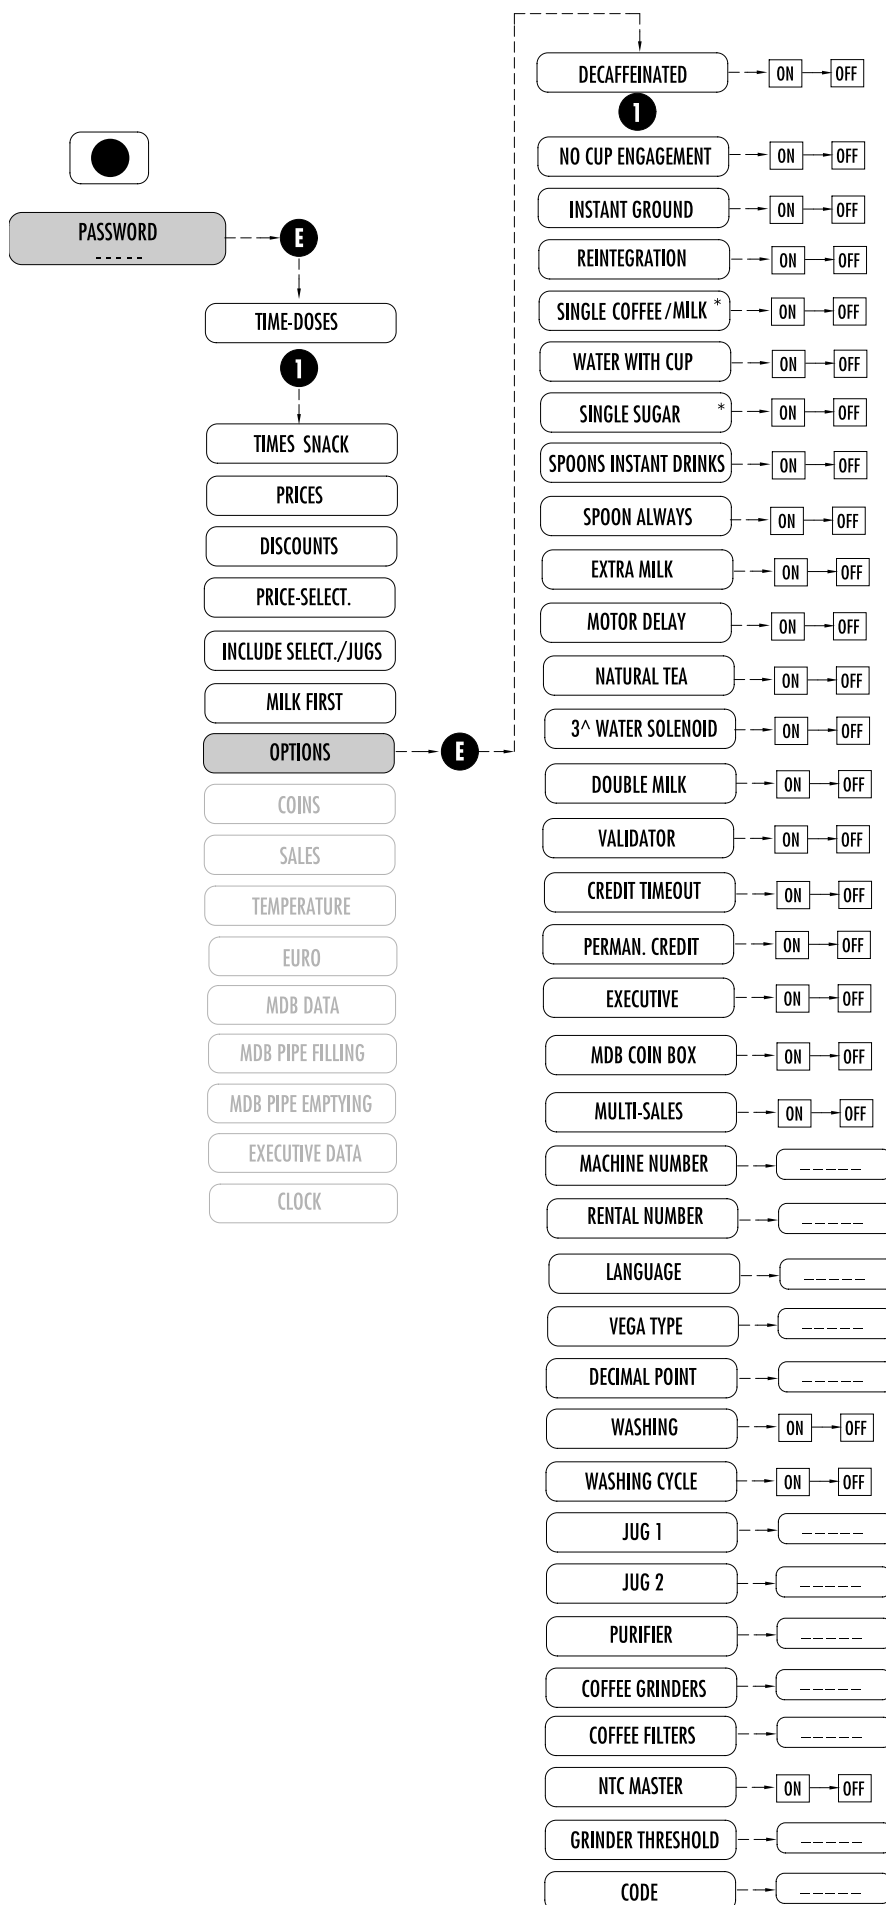 PASSWORD
- - - - -
E
TIME-DOSES
1
TIMES SNACK
PRICES
DISCOUNTS
PRICE-SELECT.
INCLUDE SELECT./JUGS
MILK FIRST
OPTIONS
E
COINS
SALES
TEMPERATURE
EURO
MDB DATA
MDB PIPE FILLING
MDB PIPE EMPTYING
EXECUTIVE DATA
CLOCK
DECAFFEINATED ON OFF
1
NO CUP ENGAGEMENT ON OFF
INSTANT GROUND ON OFF
REINTEGRATION ON OFF
SINGLE COFFEE/MILK * ON OFF
WATER WITH CUP ON OFF
SINGLE SUGAR * ON OFF
SPOONS INSTANT DRINKS ON OFF
SPOON ALWAYS ON OFF
EXTRA MILK ON OFF
MOTOR DELAY ON OFF
NATURAL TEA ON OFF
3^ WATER SOLENOID ON OFF
DOUBLE MILK ON OFF
VALIDATOR ON OFF
CREDIT TIMEOUT ON OFF
PERMAN. CREDIT ON OFF
EXECUTIVE ON OFF
MDB COIN BOX ON OFF
MULTI-SALES ON OFF
MACHINE NUMBER _ _ _ _ _
RENTAL NUMBER _ _ _ _ _
LANGUAGE _ _ _ _ _
VEGA TYPE _ _ _ _ _
DECIMAL POINT _ _ _ _ _
WASHING ON OFF
WASHING CYCLE ON OFF
JUG 1 _ _ _ _ _
JUG 2 _ _ _ _ _
PURIFIER _ _ _ _ _
COFFEE GRINDERS _ _ _ _ _
COFFEE FILTERS _ _ _ _ _
NTC MASTER ON OFF
GRINDER THRESHOLD _ _ _ _ _
CODE _ _ _ _ _